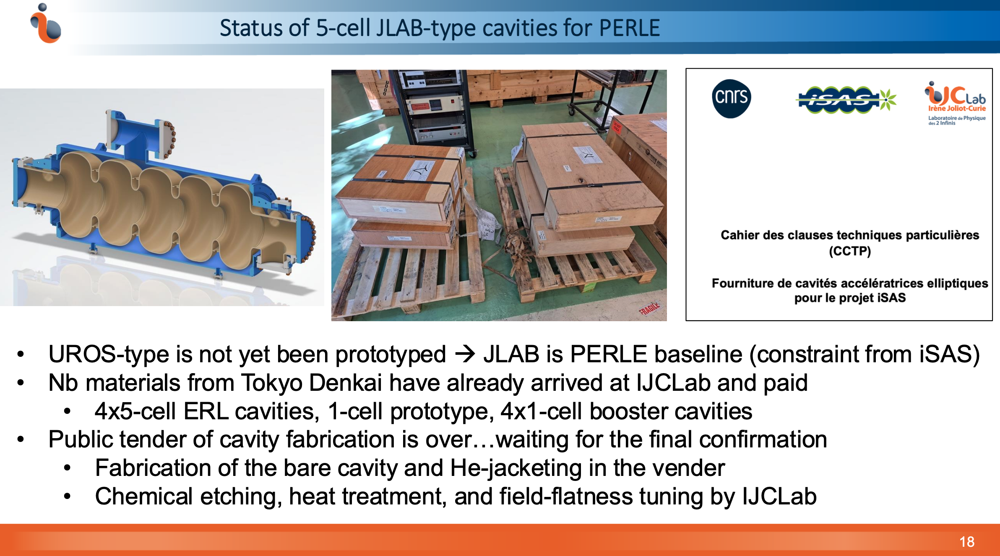 Status of 5-cell JLAB-type cavities for PERLE
DO NOT
STACK
FRAGILE
cnrs
iSAS
iJCLab
Irène Joliot-Curie
Laboratoire de Physique
des 2 Infinis
Cahier des clauses techniques particulières
(CCTP)
Fourniture de cavités accélératrices elliptiques
pour le projet iSAS
• UROS-type is not yet been prototyped → JLAB is PERLE baseline (constraint from iSAS)
• Nb materials from Tokyo Denkai have already arrived at IJCLab and paid
• 4x5-cell ERL cavities, 1-cell prototype, 4x1-cell booster cavities
• Public tender of cavity fabrication is over…waiting for the final confirmation
• Fabrication of the bare cavity and He-jacketing in the vender
• Chemical etching, heat treatment, and field-flatness tuning by IJCLab
18